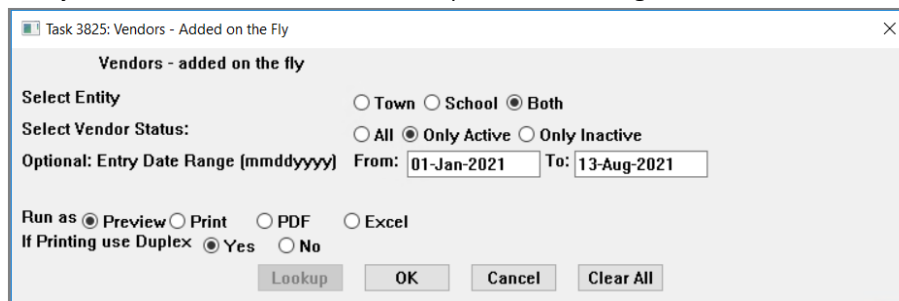 Task 3825: Vendors - Added on the Fly
Vendors - added on the fly
Select Entity Town School Both
Select Vendor Status: All Only Active Only Inactive
Optional: Entry Date Range (mmddyyyy) From: 01-Jan-2021 To: 13-Aug-2021
Run as Preview Print PDF Excel
If Printing use Duplex Yes No
Lookup OK Cancel Clear All